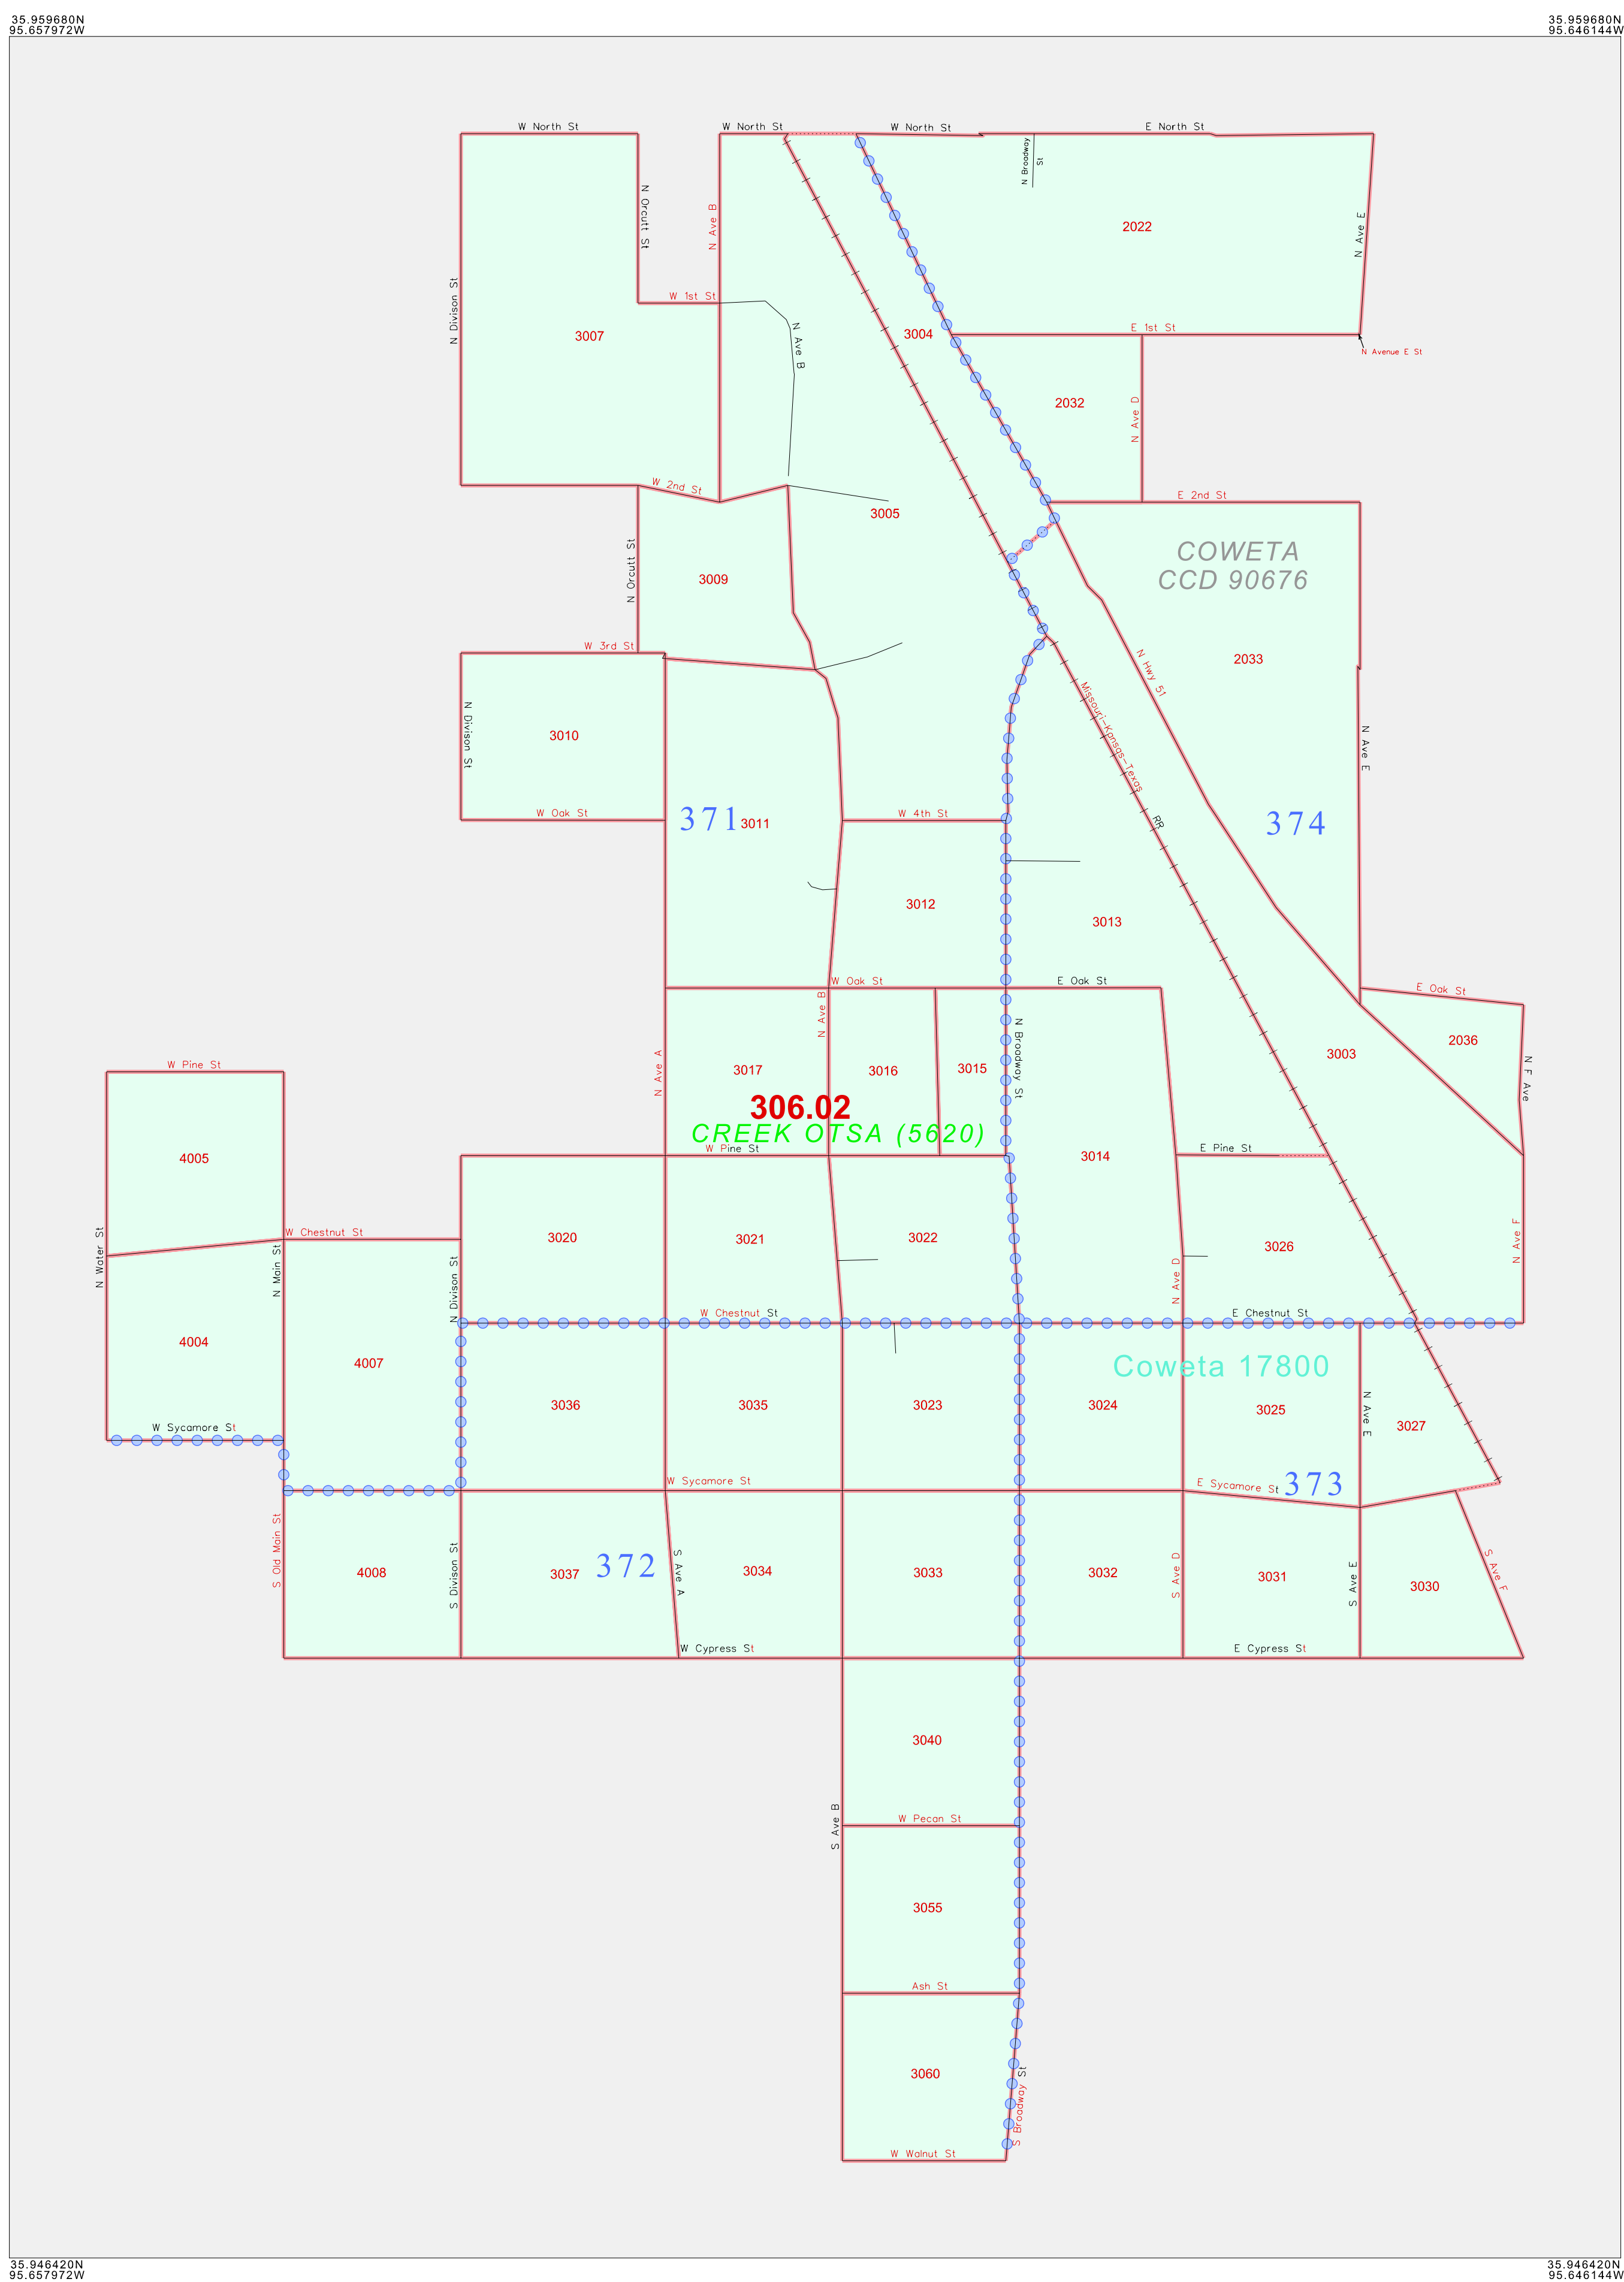 35.959680N
95.657972W
35.959680N
95.646144W
W North St
W North St
W North St
E North St
N Broadway
St
N Orcutt St
N Ave B
2022
N Ave E
N Divison St
W 1st St
3007
N Ave B
3004
E 1st St
N Avenue E St
2032
N Ave D
W 2nd St
E 2nd St
3005
COWETA
CCD 90676
N Orcutt St
3009
W 3rd St
2033
N Hwy 51
Missouri-Kansas-Texas
RR
N Divison St
3010
N Ave E
W Oak St
371
3011
W 4th St
374
3012
3013
W Oak St
E Oak St
E Oak St
N Ave B
N Ave A
3017
3016
3015
N Broadway St
3003
2036
N F Ave
W Pine St
306.02
CREEK OTSA (5620)
W Pine St
E Pine St
4005
3014
W Chestnut St
N Water St
N Main St
N Divison St
3020
3021
3022
N Ave D
3026
N Ave F
W Chestnut St
E Chestnut St
4004
4007
Coweta 17800
3036
3035
3023
3024
3025
N Ave E
3027
W Sycamore St
W Sycamore St
E Sycamore St
373
S Old Main St
4008
S Divison St
3037
372
S Ave A
3034
3033
3032
S Ave D
3031
S Ave E
3030
S Ave F
W Cypress St
E Cypress St
3040
S Ave B
W Pecan St
3055
Ash St
3060
S Broadway St
W Walnut St
35.946420N
95.657972W
35.946420N
95.646144W